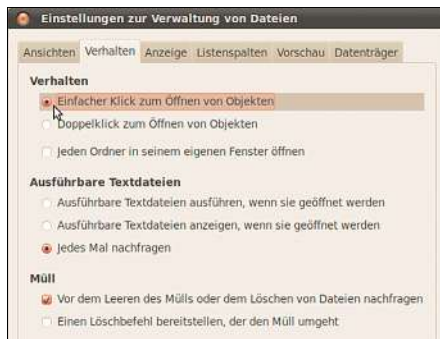 Einstellungen zur Verwaltung von Dateien
Ansichten Verhalten Anzeige Listenspalten Vorschau Datenträger
Verhalten
Einfacher Klick zum Öffnen von Objekten
Doppelklick zum Öffnen von Objekten
Jeden Ordner in seinem eigenen Fenster öffnen
Ausführbare Textdateien
Ausführbare Textdateien ausführen, wenn sie geöffnet werden
Ausführbare Textdateien anzeigen, wenn sie geöffnet werden
Jedes Mal nachfragen
Müll
Vor dem Leeren des Mülls oder dem Löschen von Dateien nachfragen
Einen Löschbefehl bereitstellen, der den Müll umgeht